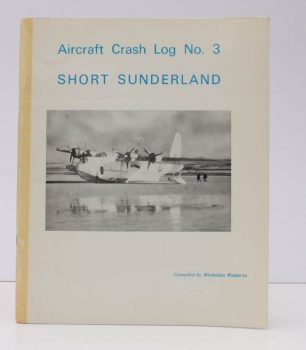 Aircraft Crash Log No. 3
SHORT SUNDERLAND
Compiled by Nicholas Roberts